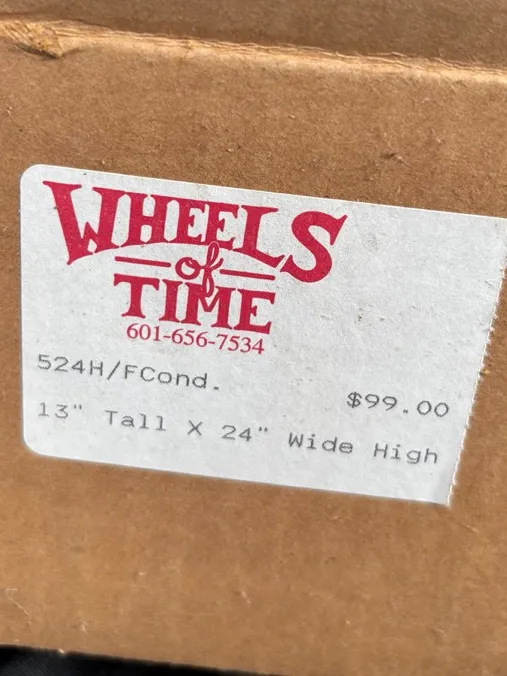 WHEELS
of
TIME
601-656-7534
524H/FCond.
$99.00
13" Tall X 24" Wide High